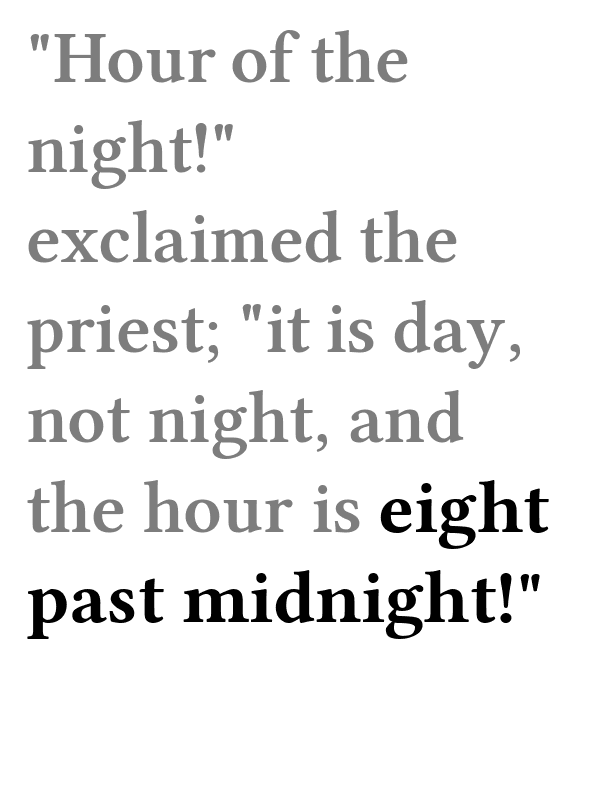 "Hour of the
night!"
exclaimed the
priest; "it is day,
not night, and
the hour is eight
past midnight!"